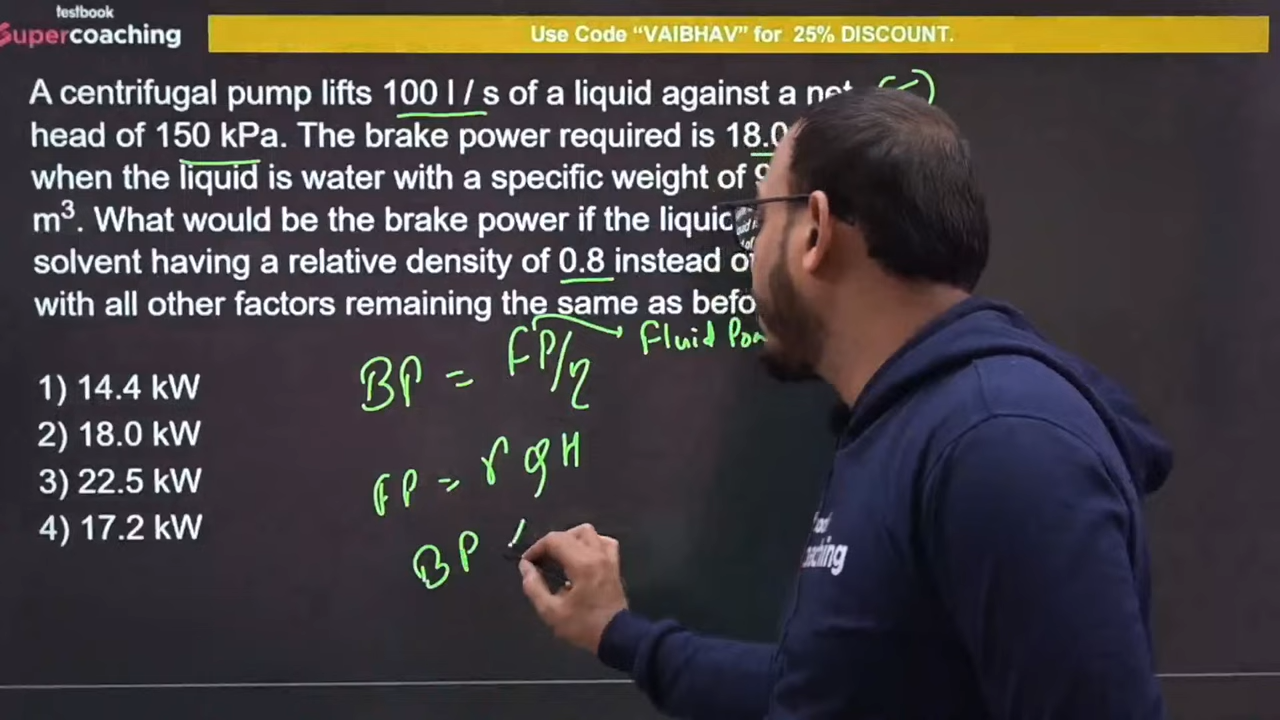 testbook
Supercoaching
Use Code “VAIBHAV” for 25% DISCOUNT.
A centrifugal pump lifts 100 l / s of a liquid against a net
head of 150 kPa. The brake power required is 18.0
when the liquid is water with a specific weight of
m³. What would be the brake power if the
solvent having a relative density of 0.8 instead
with all other factors remaining the same as
BP = FP/η
Fluid
1) 14.4 kW
2) 18.0 kW
3) 22.5 kW
4) 17.2 kW
FP = γ Q H
BP